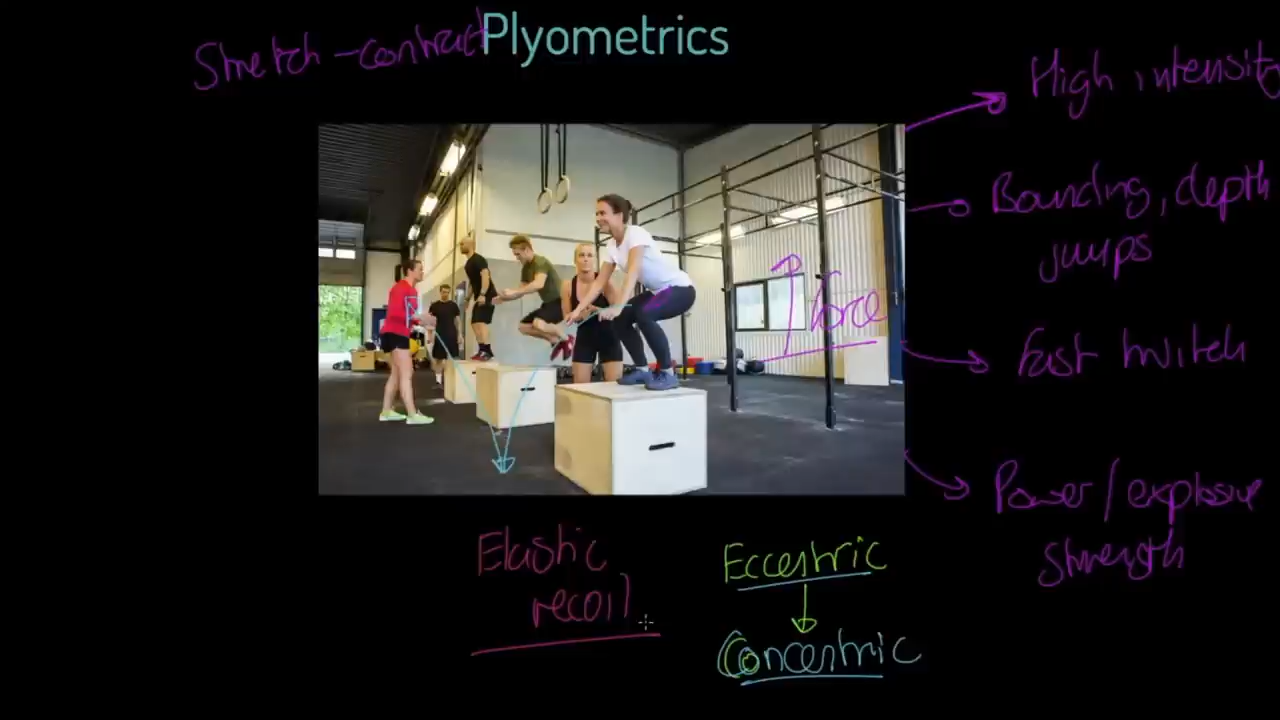 Plyometrics
Stretch - contract
High intensity
Bounding, depth
jumps
force
Fast twitch
Power / explosive
strength
Elastic
recoil
Eccentric
Concentric